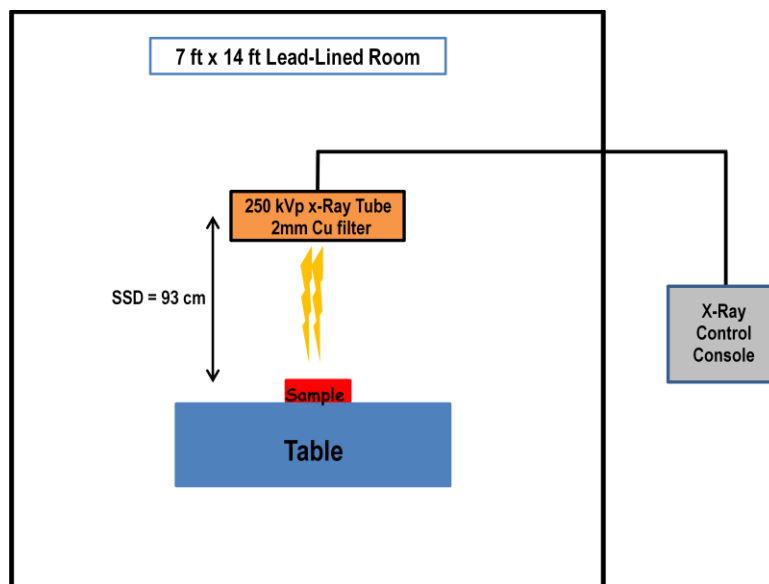 7 ft x 14 ft Lead-Lined Room
250 kVp x-Ray Tube
2mm Cu filter
SSD = 93 cm
X-Ray
Control
Console
Sample
Table